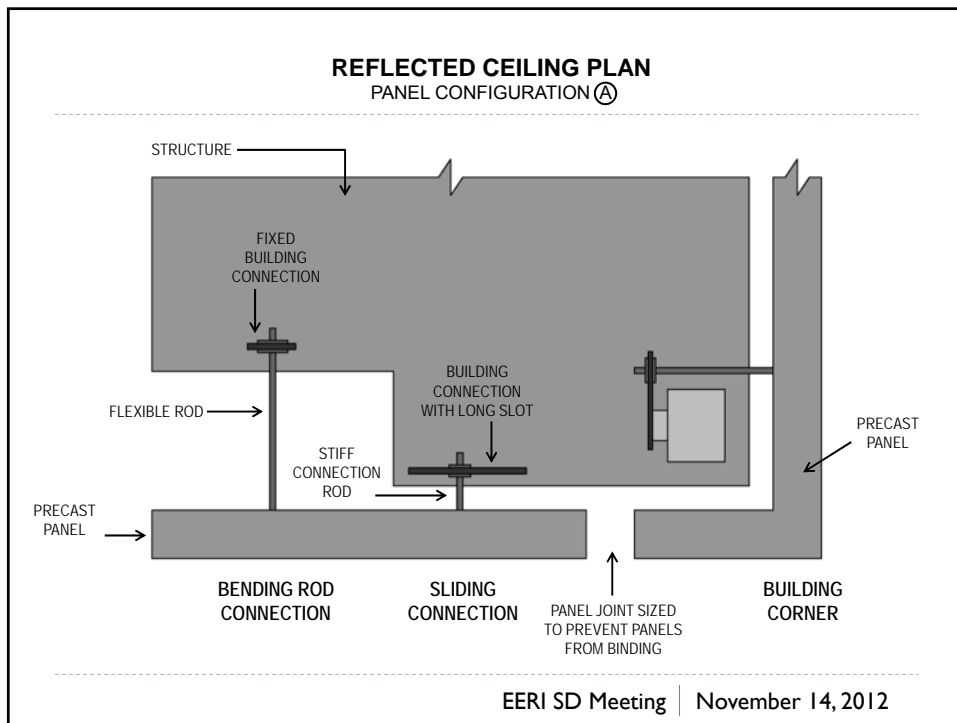 REFLECTED CEILING PLAN
PANEL CONFIGURATION Ⓐ
STRUCTURE
FIXED
BUILDING
CONNECTION
BUILDING
CONNECTION
WITH LONG SLOT
FLEXIBLE ROD
STIFF
CONNECTION
ROD
PRECAST
PANEL
PRECAST
PANEL
BENDING ROD
CONNECTION
SLIDING
CONNECTION
PANEL JOINT SIZED
TO PREVENT PANELS
FROM BINDING
BUILDING
CORNER
EERI SD Meeting | November 14, 2012